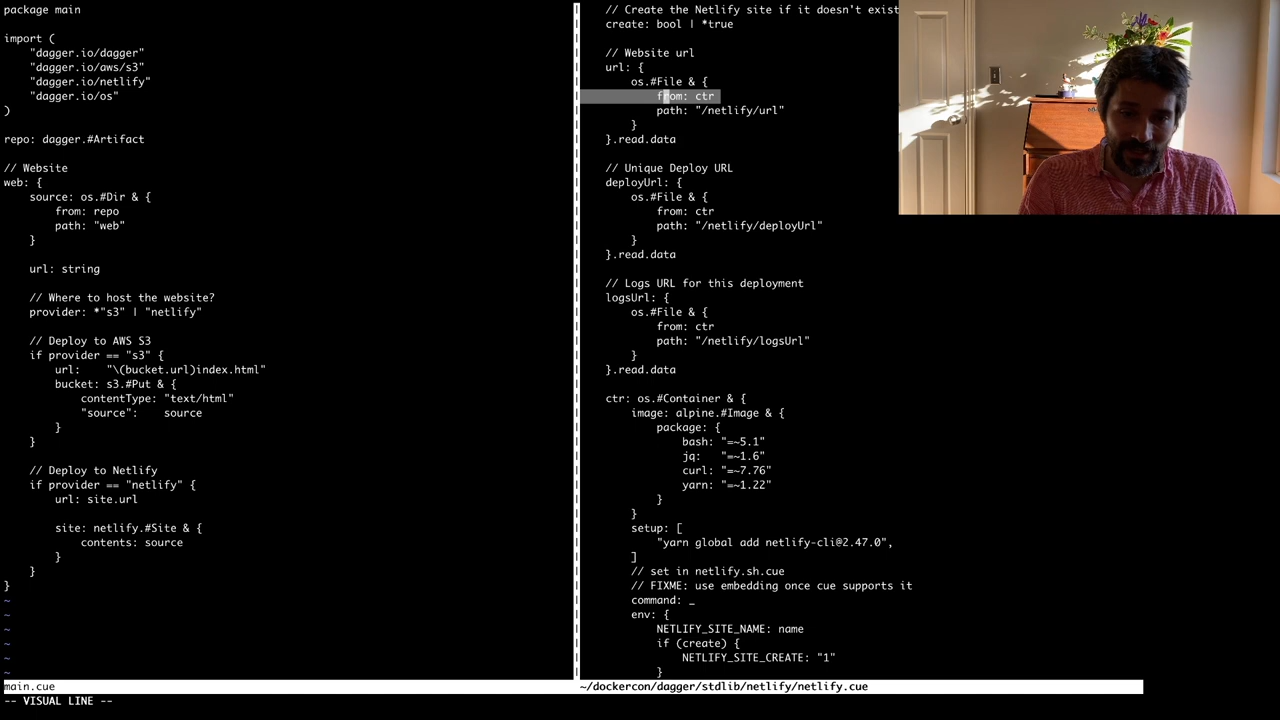 package main
import (
"dagger.io/dagger"
"dagger.io/aws/s3"
"dagger.io/netlify"
"dagger.io/os"
)
repo: dagger.#Artifact
// Website
web: {
source: os.#Dir & {
from: repo
path: "web"
}
url: string
// Where to host the website?
provider: *"s3" | "netlify"
// Deploy to AWS S3
if provider == "s3" {
url:    "\(bucket.url)index.html"
bucket: s3.#Put & {
contentType: "text/html"
"source":    source
}
}
// Deploy to Netlify
if provider == "netlify" {
url: site.url
site: netlify.#Site & {
contents: source
}
}
}
~
~
~
~
~
~
main.cue
-- VISUAL LINE --
// Create the Netlify site if it doesn't exist
create: bool | *true
// Website url
url: {
os.#File & {
from: ctr
path: "/netlify/url"
}
}.read.data
// Unique Deploy URL
deployUrl: {
os.#File & {
from: ctr
path: "/netlify/deployUrl"
}
}.read.data
// Logs URL for this deployment
logsUrl: {
os.#File & {
from: ctr
path: "/netlify/logsUrl"
}
}.read.data
ctr: os.#Container & {
image: alpine.#Image & {
package: {
bash: "=~5.1"
jq:   "=~1.6"
curl: "=~7.76"
yarn: "=~1.22"
}
}
setup: [
"yarn global add netlify-cli@2.47.0",
]
// set in netlify.sh.cue
// FIXME: use embedding once cue supports it
command: _
env: {
NETLIFY_SITE_NAME: name
if (create) {
NETLIFY_SITE_CREATE: "1"
}
~/dockercon/dagger/stdlib/netlify/netlify.cue